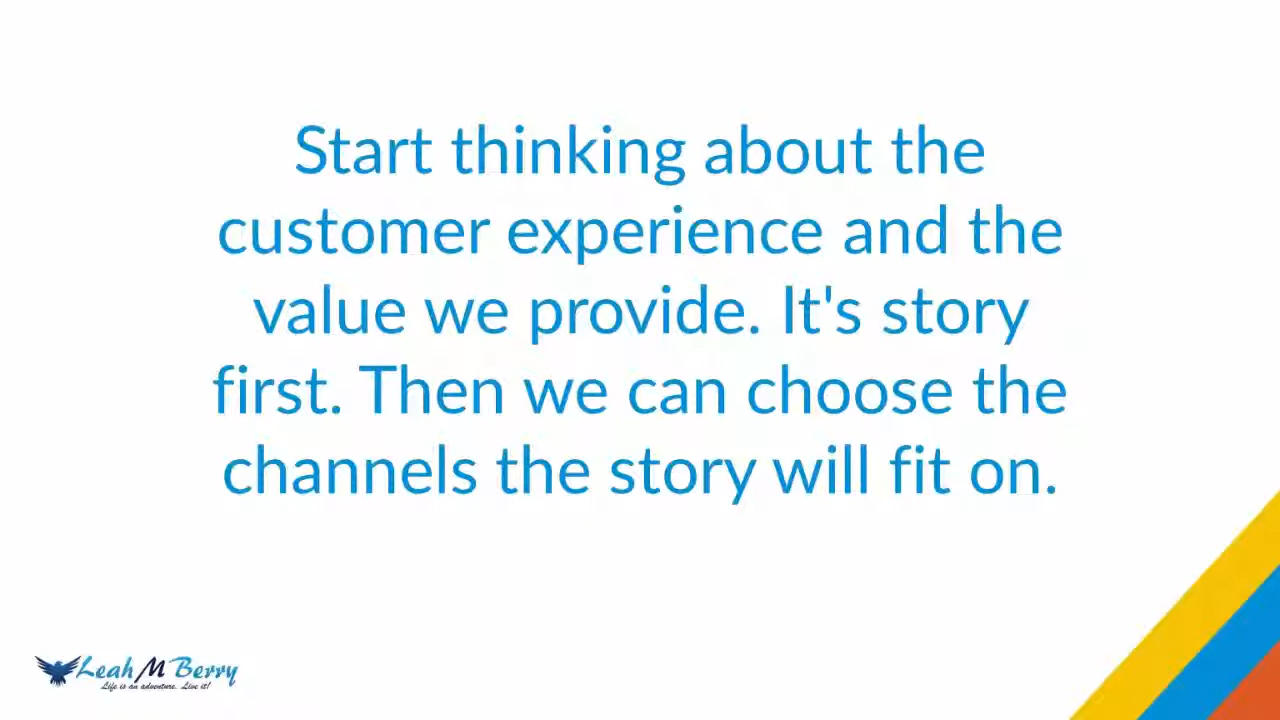 Start thinking about the
customer experience and the
value we provide. It's story
first. Then we can choose the
channels the story will fit on.
Leah M Berry
Life is an adventure. Live it!